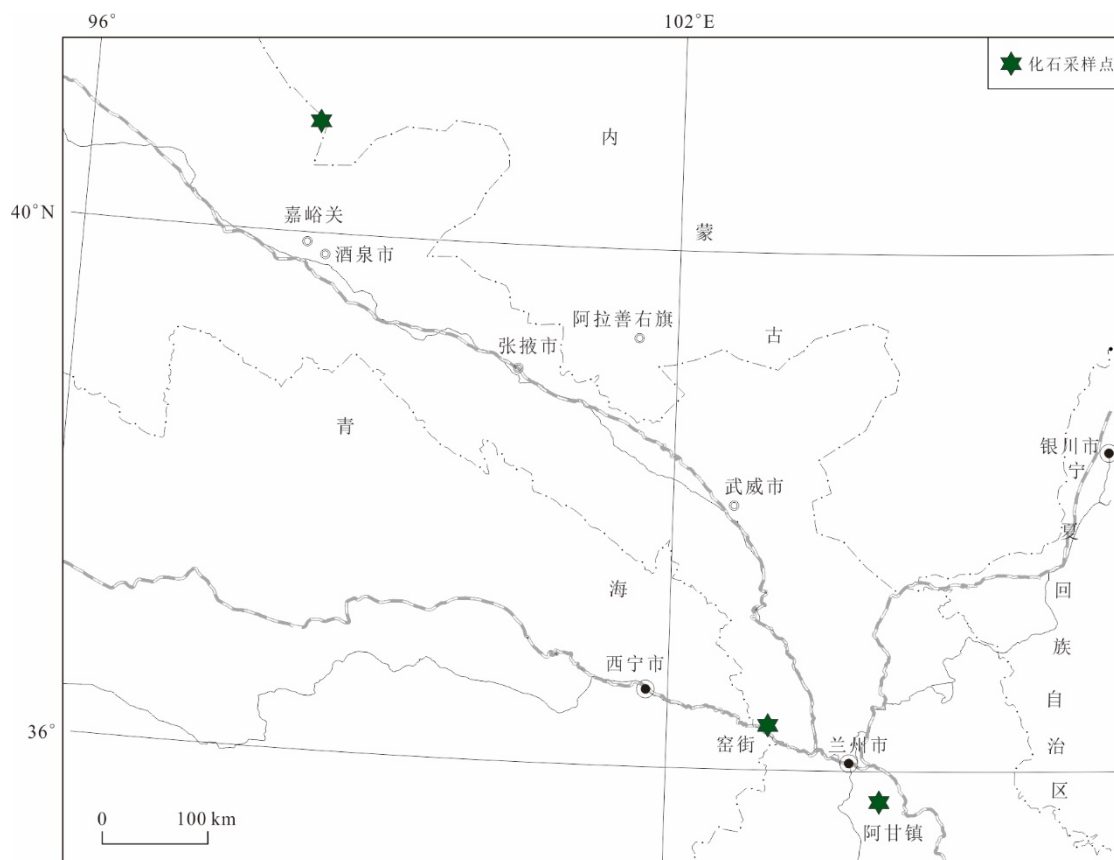 96°
102°E
化石采样点
内
40°N
嘉峪关
蒙
酒泉市
阿拉善右旗
古
张掖市
青
银川市
宁
武威市
夏
海
回
族
西宁市
自
36°
窑街
兰州市
治
区
0 100 km
阿甘镇